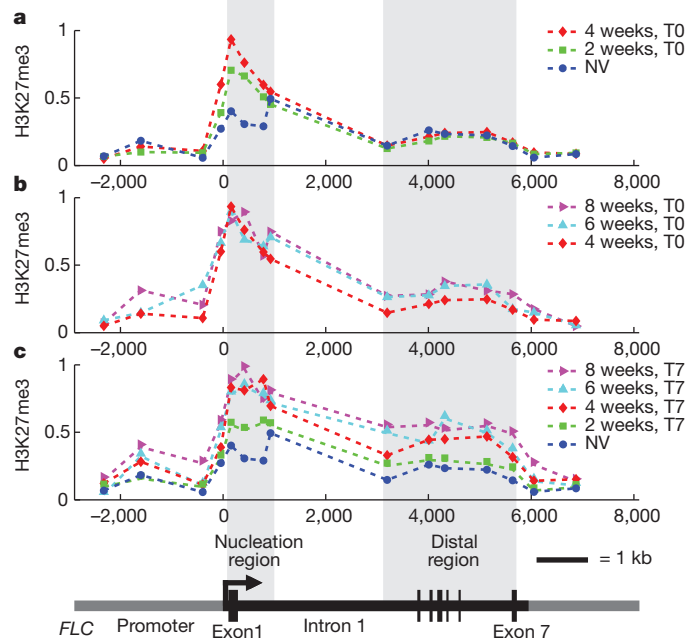 a
H3K27me3
1
0.5
0
4 weeks, T0
2 weeks, T0
NV
−2,000 0 2,000 4,000 6,000 8,000
b
H3K27me3
1
0.5
0
8 weeks, T0
6 weeks, T0
4 weeks, T0
−2,000 0 2,000 4,000 6,000 8,000
c
H3K27me3
1
0.5
0
8 weeks, T7
6 weeks, T7
4 weeks, T7
2 weeks, T7
NV
−2,000 0 2,000 4,000 6,000 8,000
Nucleation region
Distal region
= 1 kb
FLC Promoter Exon1 Intron 1 Exon 7